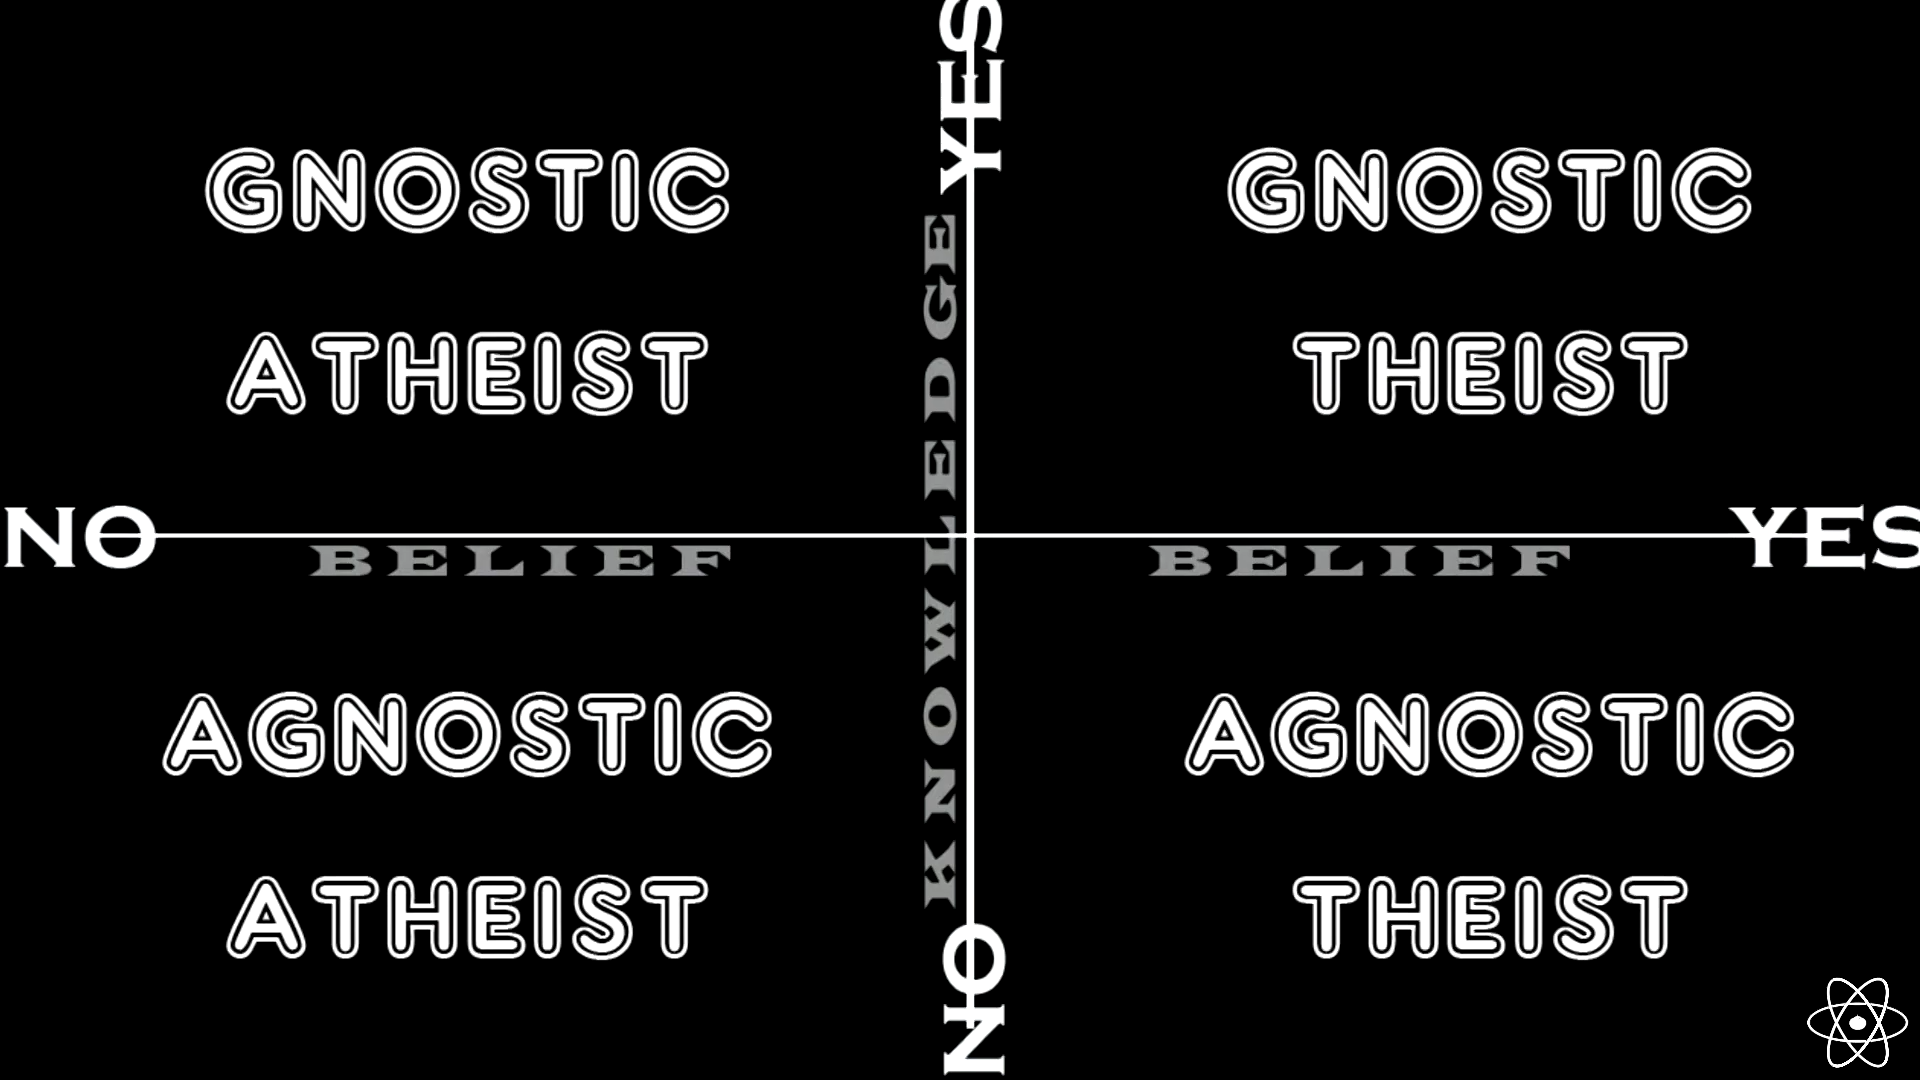 YES
GNOSTIC
ATHEIST
GNOSTIC
THEIST
KNOWLEDGE
NO
YES
BELIEF
BELIEF
AGNOSTIC
ATHEIST
AGNOSTIC
THEIST
NO